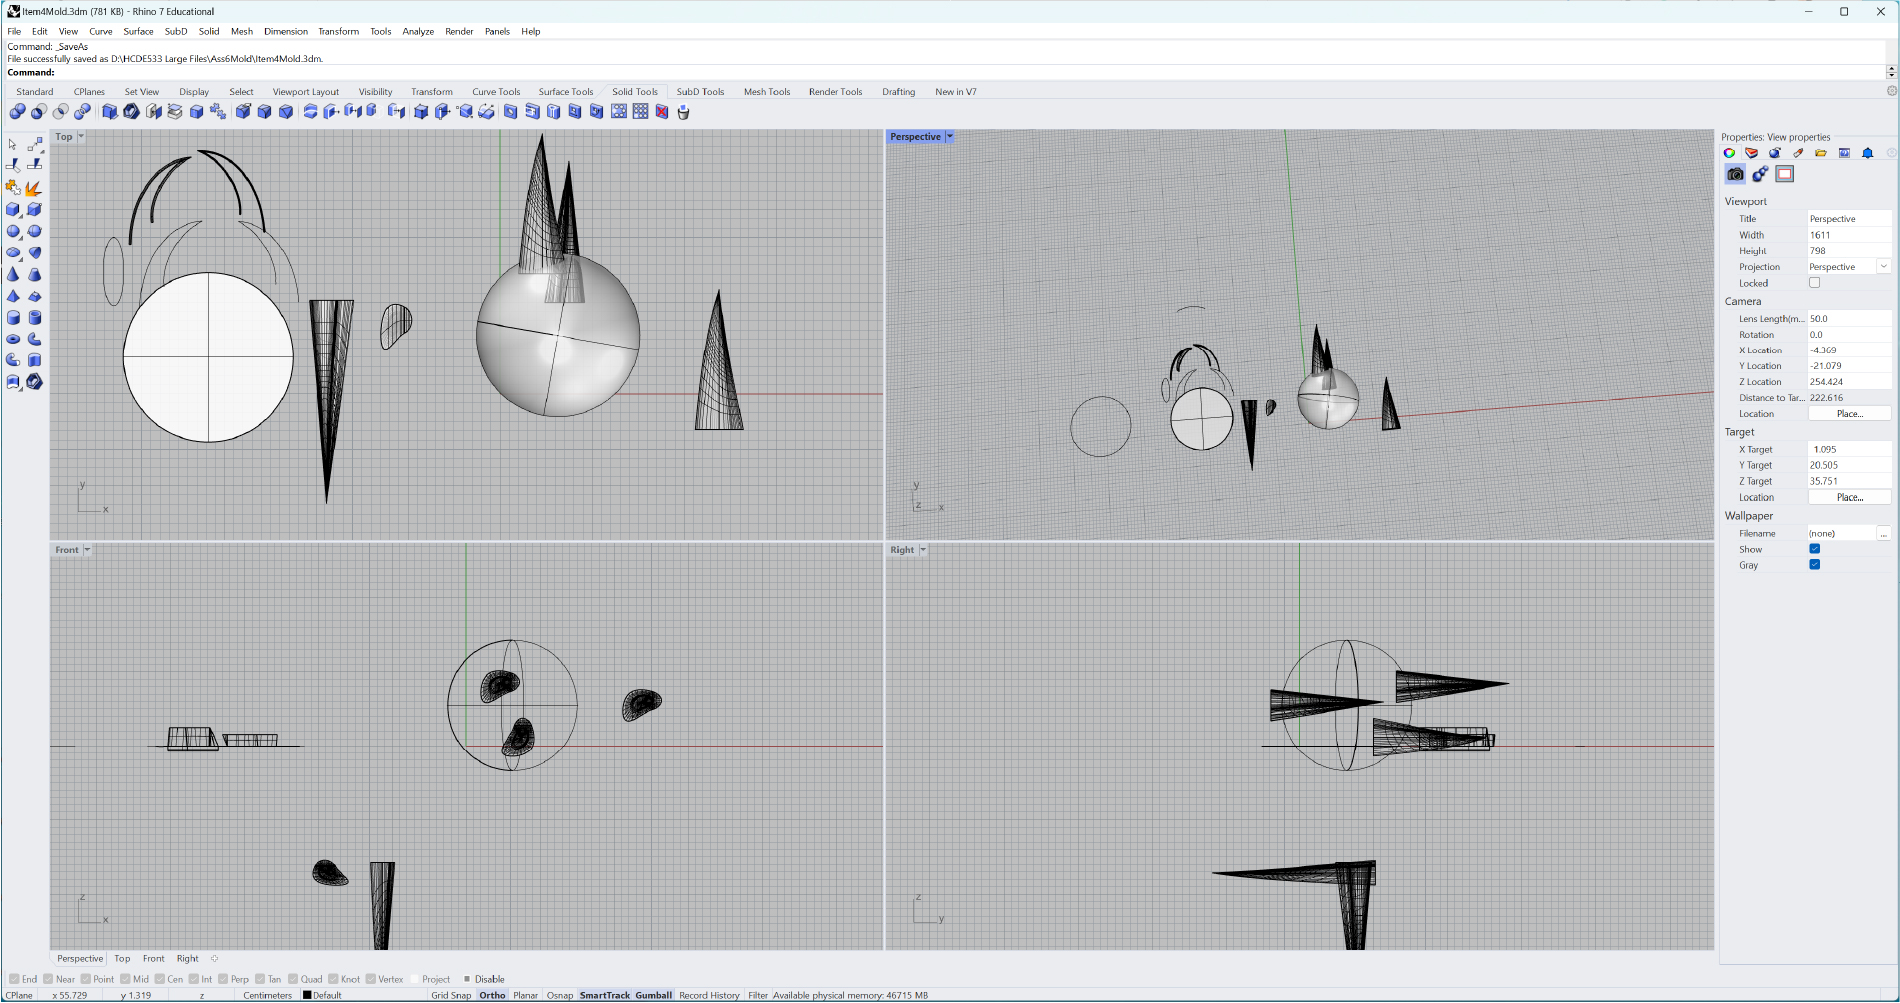 Item4Mold.3dm (781 KB) - Rhino 7 Educational
File Edit View Curve Surface SubD Solid Mesh Dimension Transform Tools Analyze Render Panels Help
Command: _SaveAs
File successfully saved as D:\HCDE533 Large Files\Ass6Mold\Item4Mold.3dm.
Command:
Standard CPlanes Set View Display Select Viewport Layout Visibility Transform Curve Tools Surface Tools Solid Tools SubD Tools Mesh Tools Render Tools Drafting New in V7
Top
y
x
Perspective
y
z
x
Front
z
x
Right
z
y
Properties: View properties
Viewport
Title Perspective
Width 1611
Height 798
Projection Perspective
Locked
Camera
Lens Length(m... 50.0
Rotation 0.0
X Location -4.369
Y Location -21.079
Z Location 254.424
Distance to Tar... 222.616
Location Place...
Target
X Target 1.095
Y Target 20.505
Z Target 35.751
Location Place...
Wallpaper
Filename (none) ...
Show
Gray
Perspective Top Front Right
End Near Point Mid Cen Int Perp Tan Quad Knot Vertex Project Disable
CPlane x 55.729 y 1.319 z Centimeters Default Grid Snap Ortho Planar Osnap SmartTrack Gumball Record History Filter Available physical memory: 46715 MB